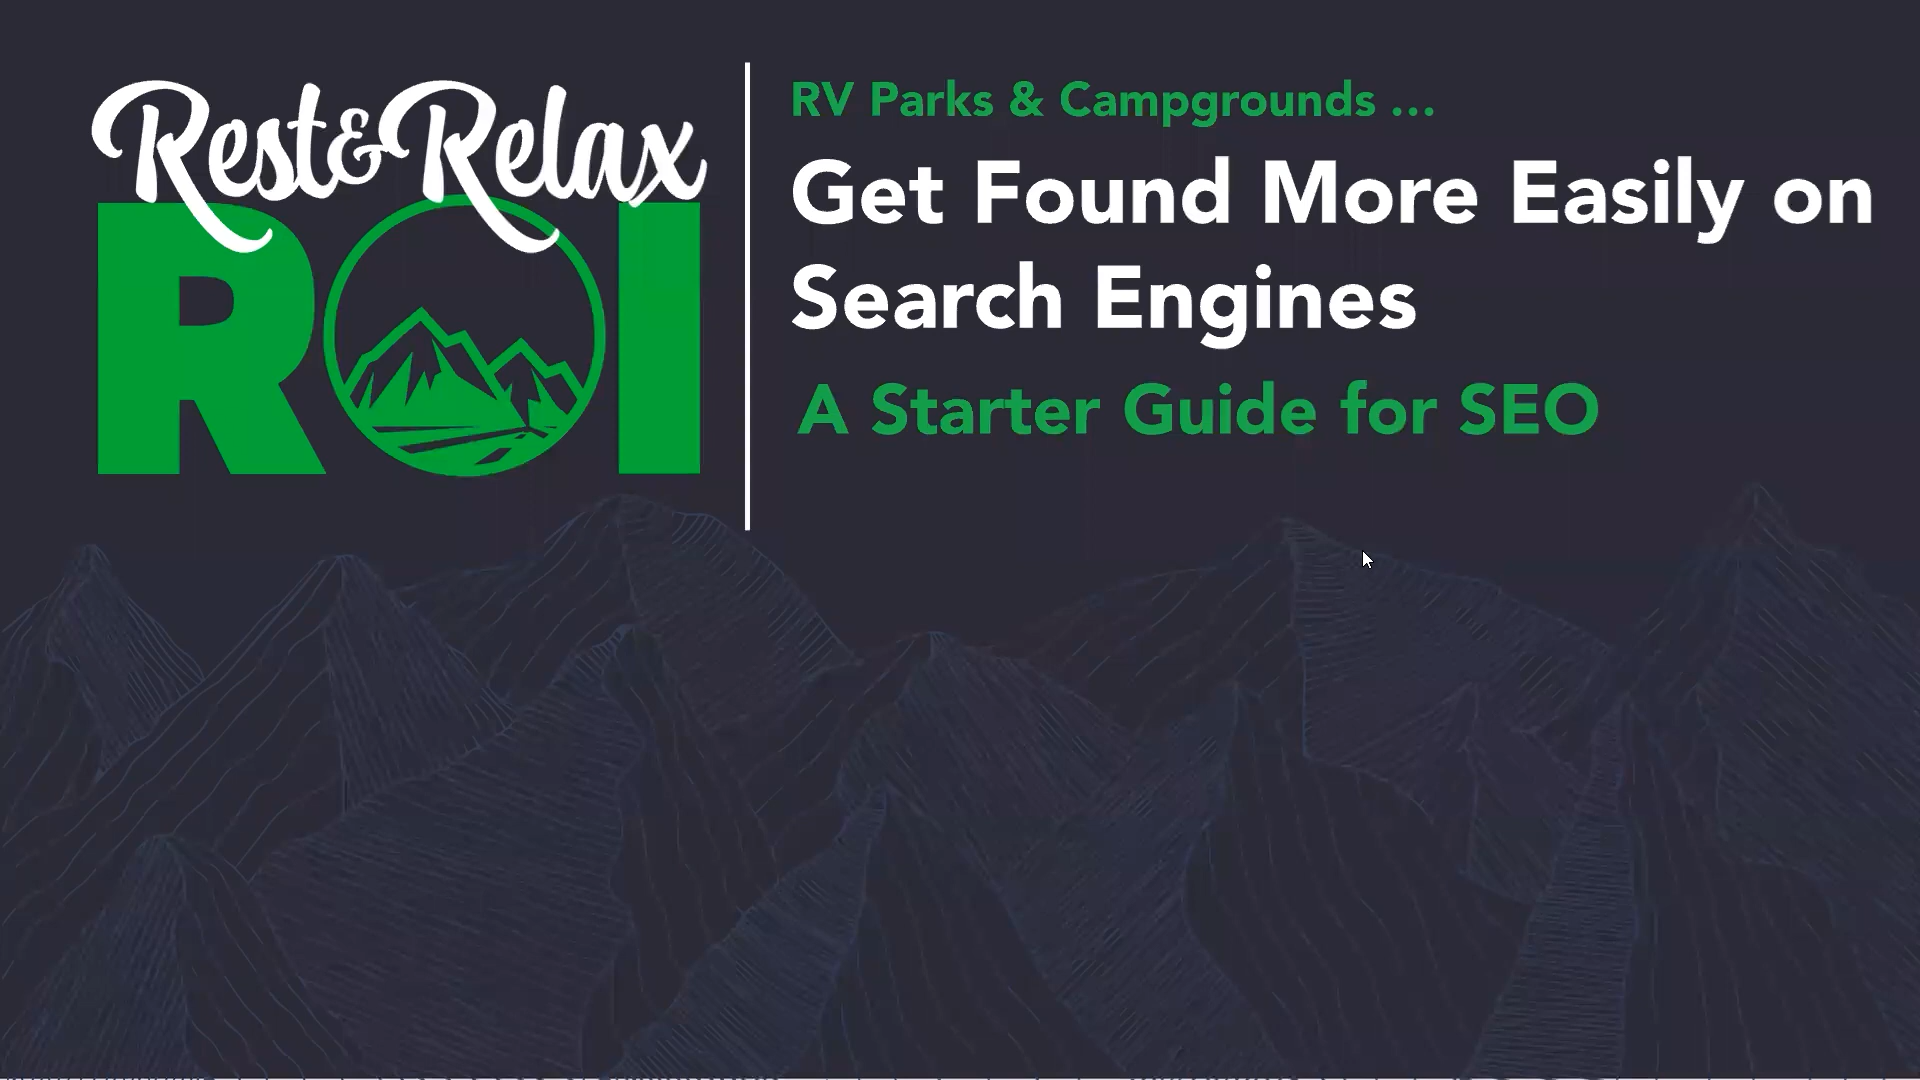 Rest & Relax
ROI
RV Parks & Campgrounds ...
Get Found More Easily on
Search Engines
A Starter Guide for SEO